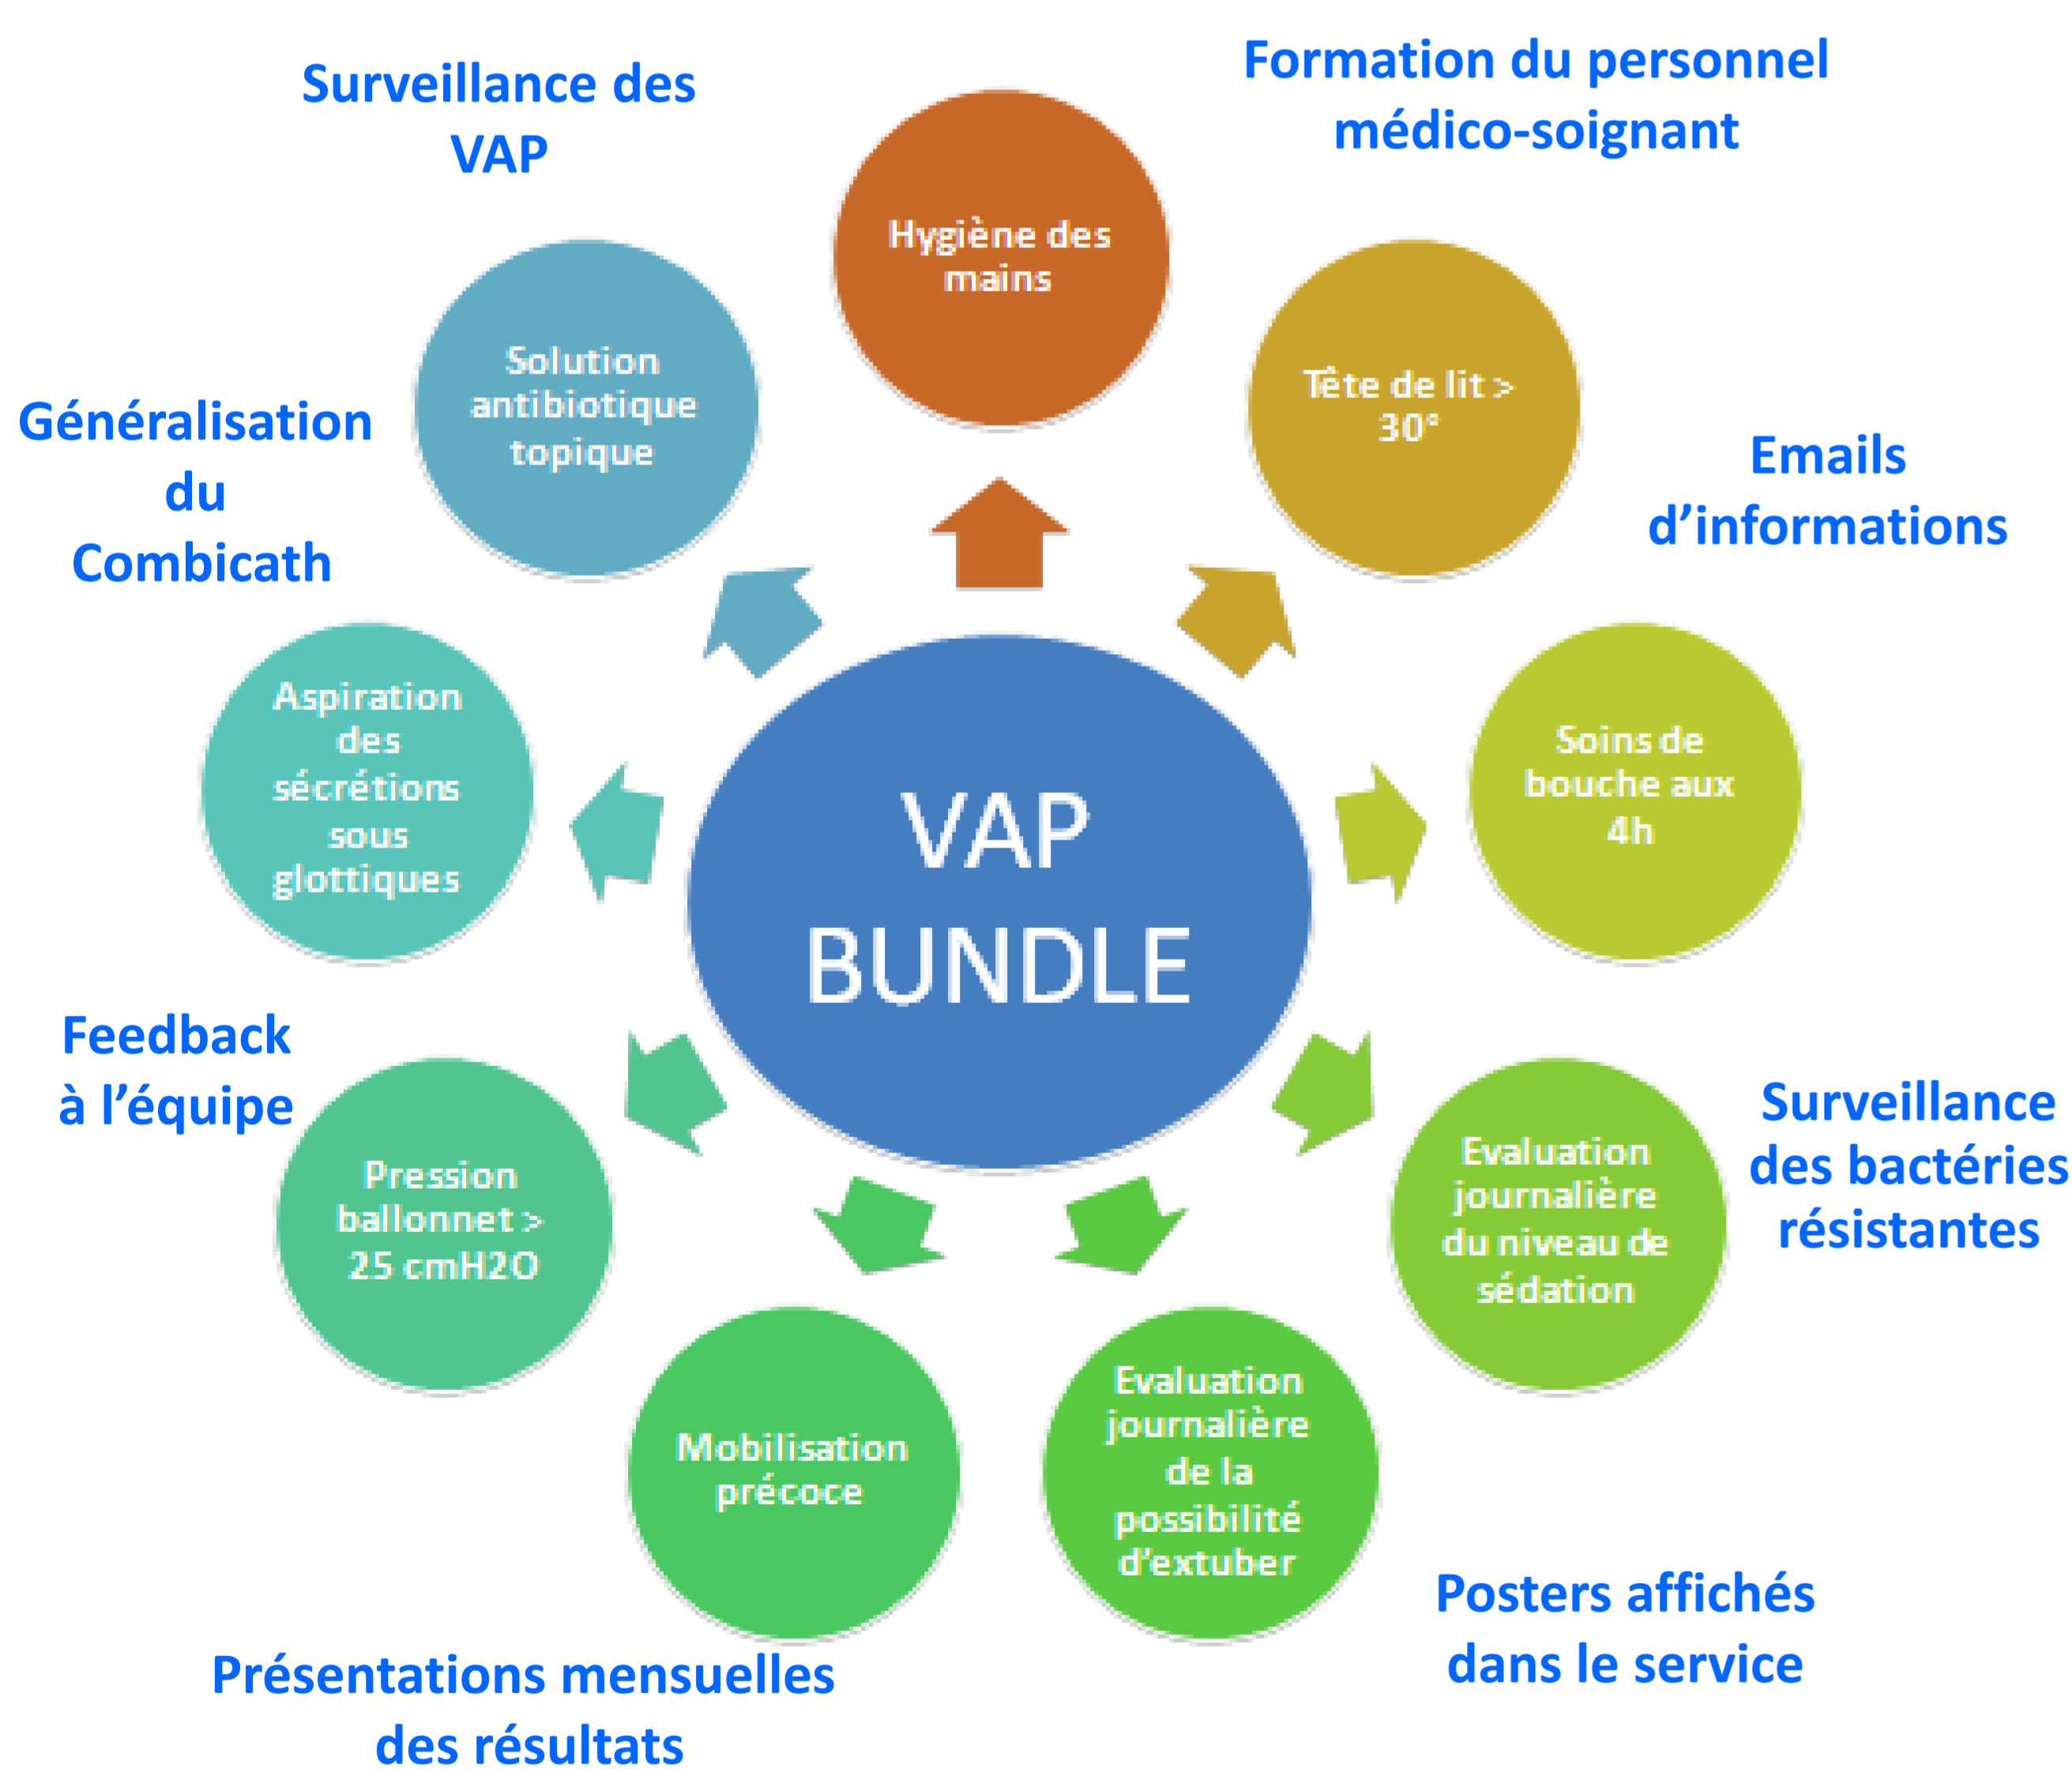 Surveillance des
VAP
Formation du personnel
médico-soignant
Hygiène des
mains
Solution
antibiotique
topique
Tête de lit >
30°
Généralisation
du
Combicath
Emails
d’informations
Aspiration
des
sécrétions
sous
glottiques
Soins de
bouche aux
4h
VAP
BUNDLE
Feedback
à l’équipe
Surveillance
des bactéries
résistantes
Pression
ballonnet >
25 cmH2O
Evaluation
journalière
du niveau de
sédation
Mobilisation
précoce
Evaluation
journalière
de la
possibilité
d'extuber
Posters affichés
dans le service
Présentations mensuelles
des résultats